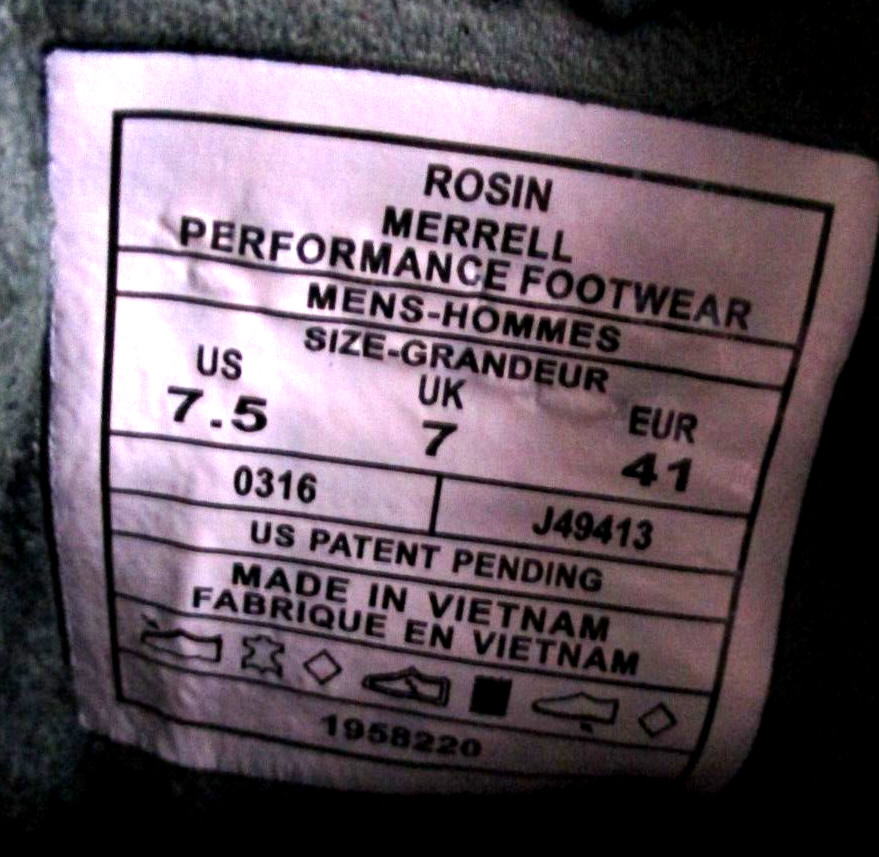 ROSIN
MERRELL
PERFORMANCE FOOTWEAR
MENS-HOMMES
SIZE-GRANDEUR
US UK EUR
7.5 7 41
0316 J49413
US PATENT PENDING
MADE IN VIETNAM
FABRIQUE EN VIETNAM
1958220